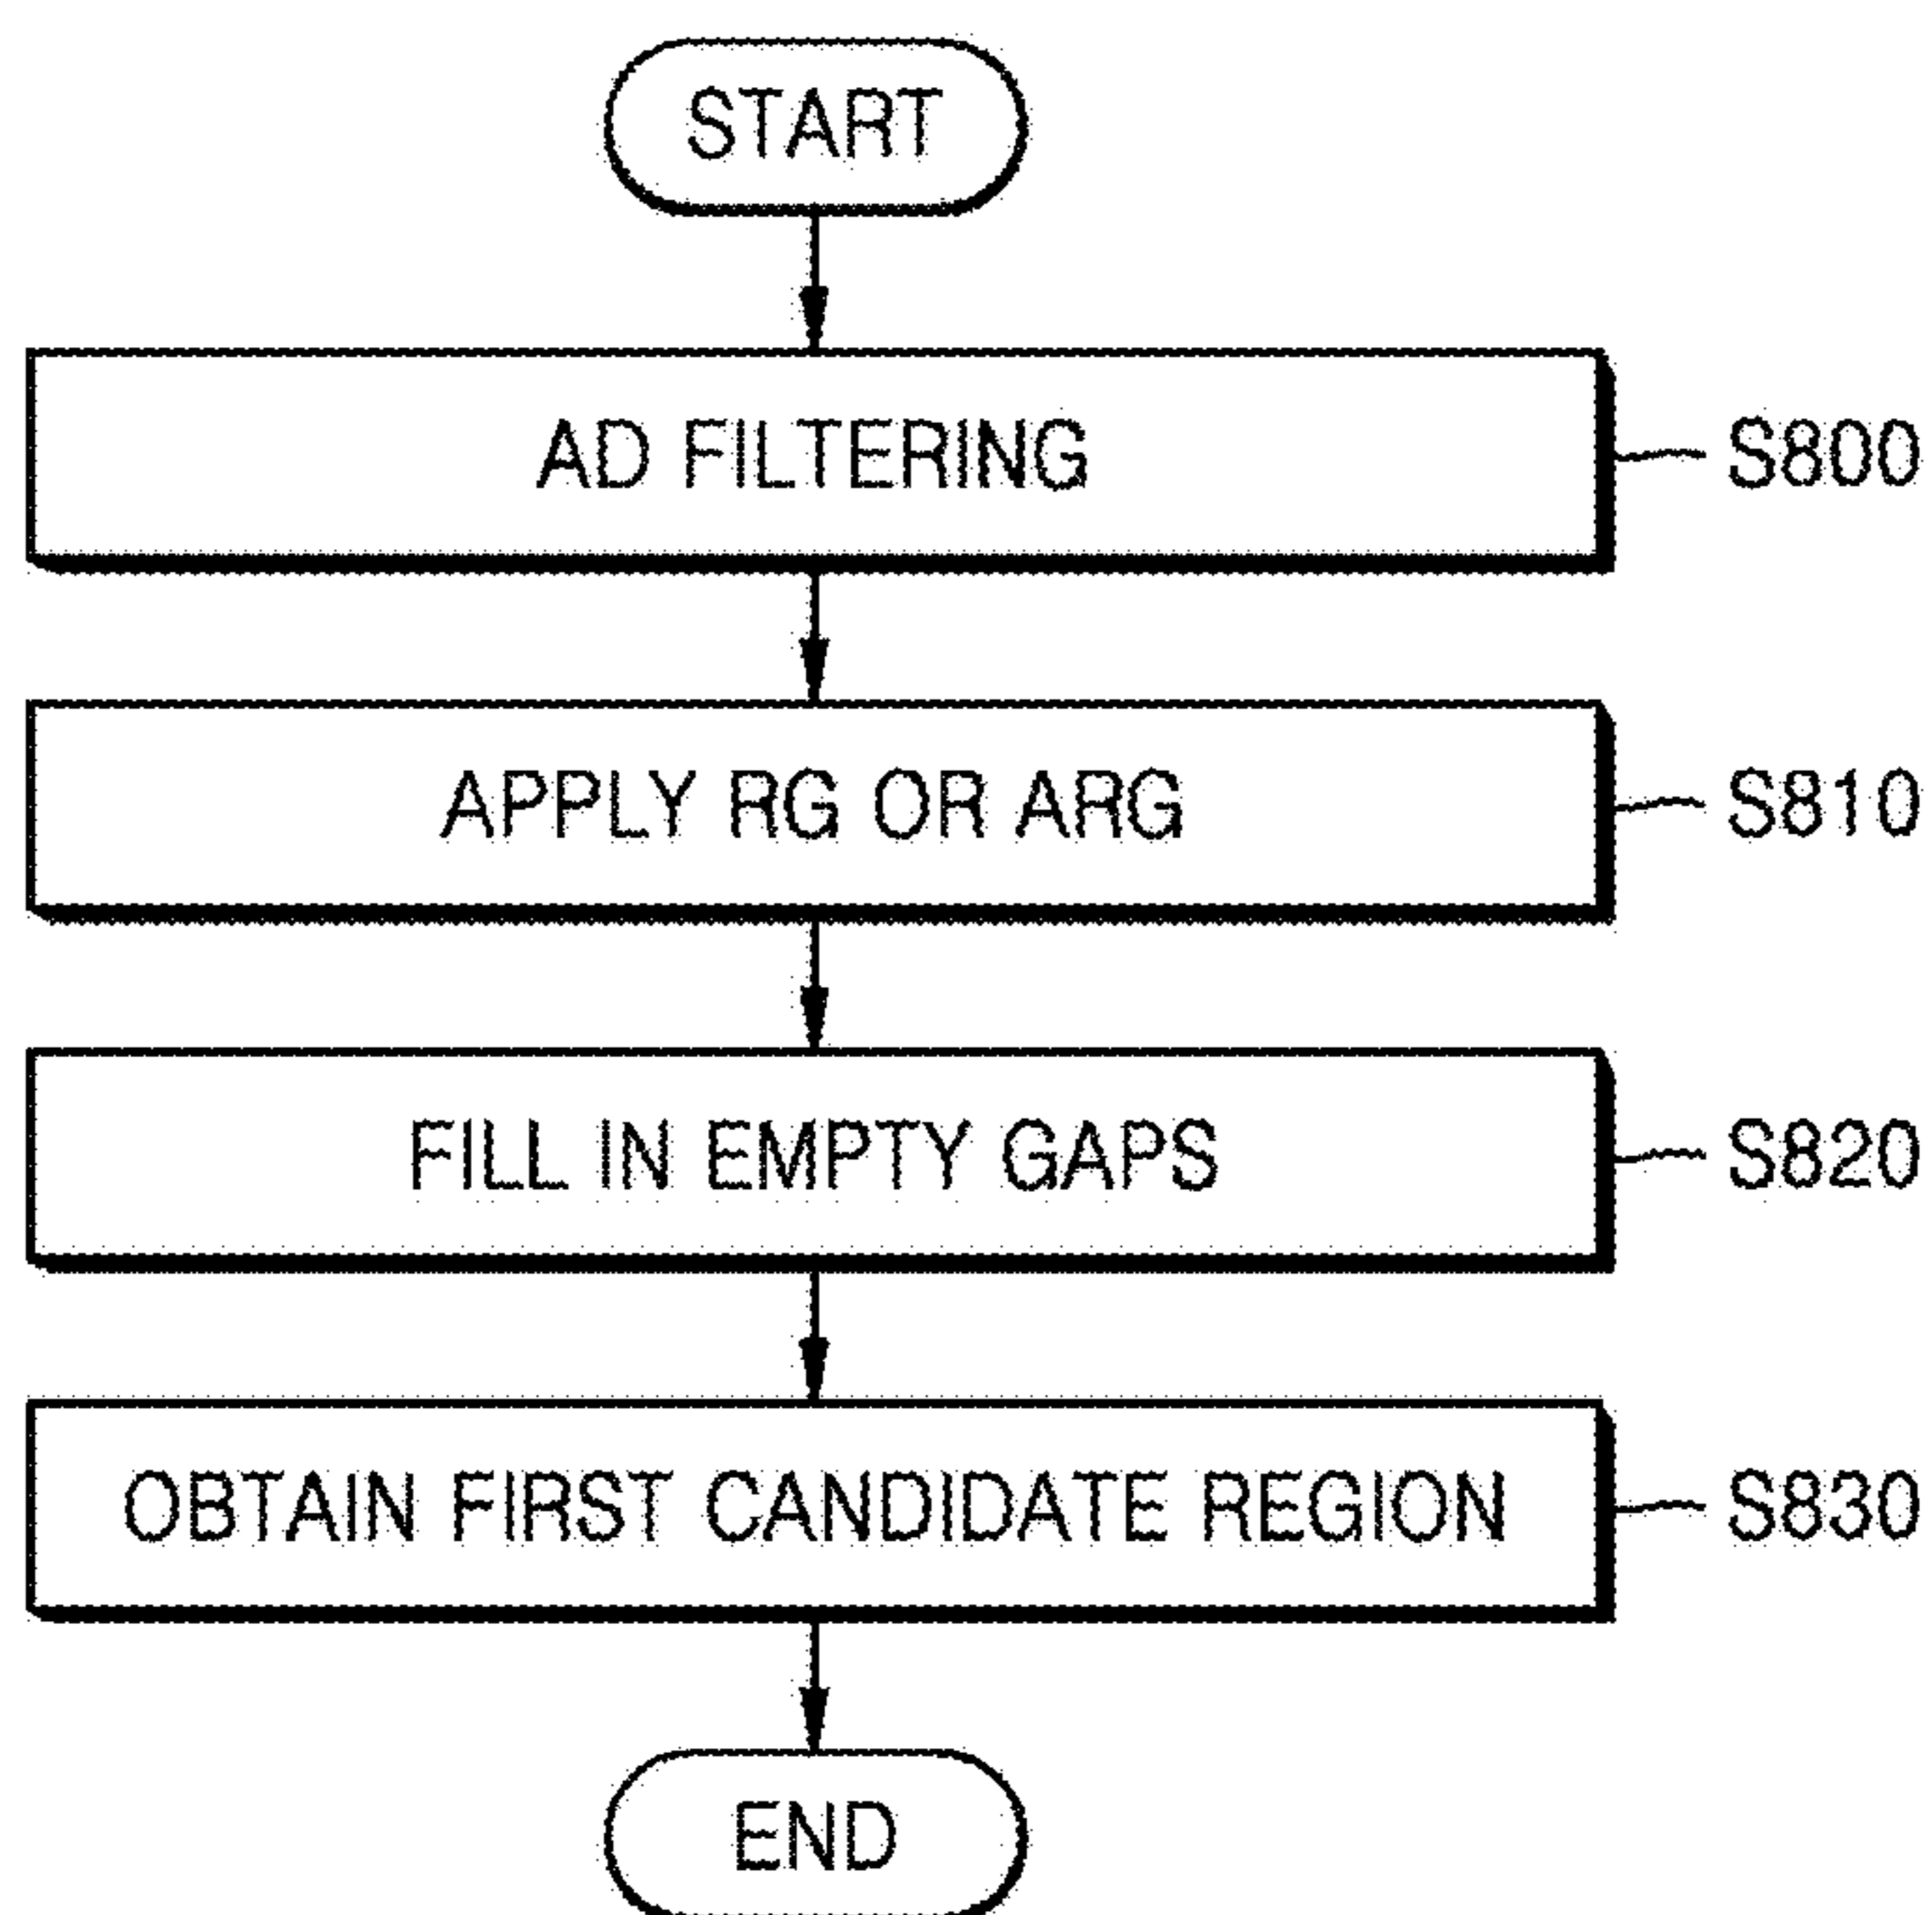 START
AD FILTERING
S800
APPLY RG OR ARG
S810
FILL IN EMPTY GAPS
S820
OBTAIN FIRST CANDIDATE REGION
S830
END